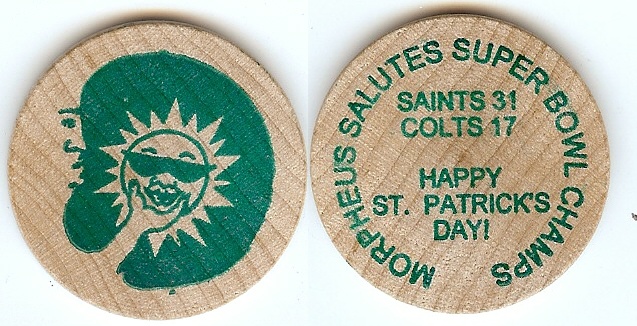 MORPHEUS SALUTES SUPER BOWL CHAMPS
SAINTS 31
COLTS 17
HAPPY
ST. PATRICK'S
DAY!